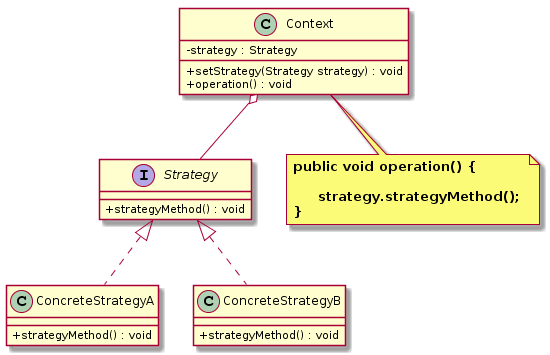 C Context
-strategy : Strategy
+setStrategy(Strategy strategy) : void
+operation() : void
public void operation() {
strategy.strategyMethod();
}
I Strategy
+strategyMethod() : void
C ConcreteStrategyA
+strategyMethod() : void
C ConcreteStrategyB
+strategyMethod() : void